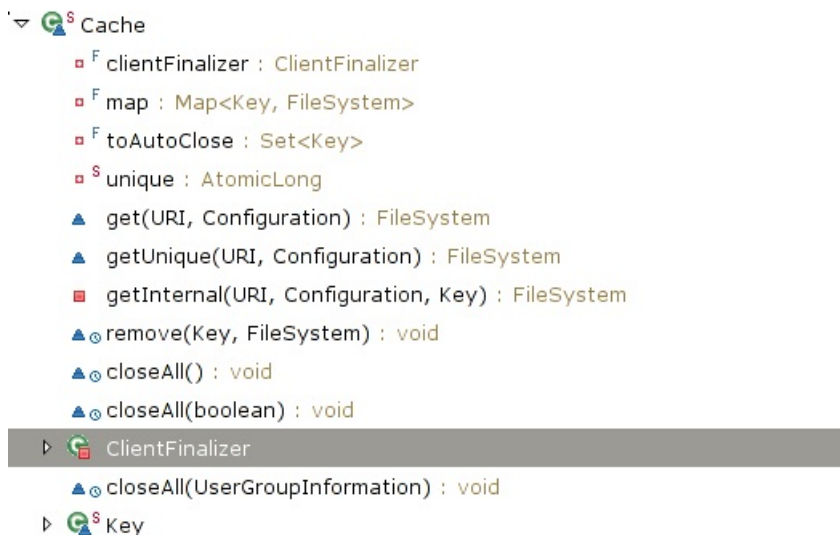 S Cache
F clientFinalizer : ClientFinalizer
F map : Map<Key, FileSystem>
F toAutoClose : Set<Key>
S unique : AtomicLong
get(URI, Configuration) : FileSystem
getUnique(URI, Configuration) : FileSystem
getInternal(URI, Configuration, Key) : FileSystem
remove(Key, FileSystem) : void
closeAll() : void
closeAll(boolean) : void
ClientFinalizer
closeAll(UserGroupInformation) : void
S Key